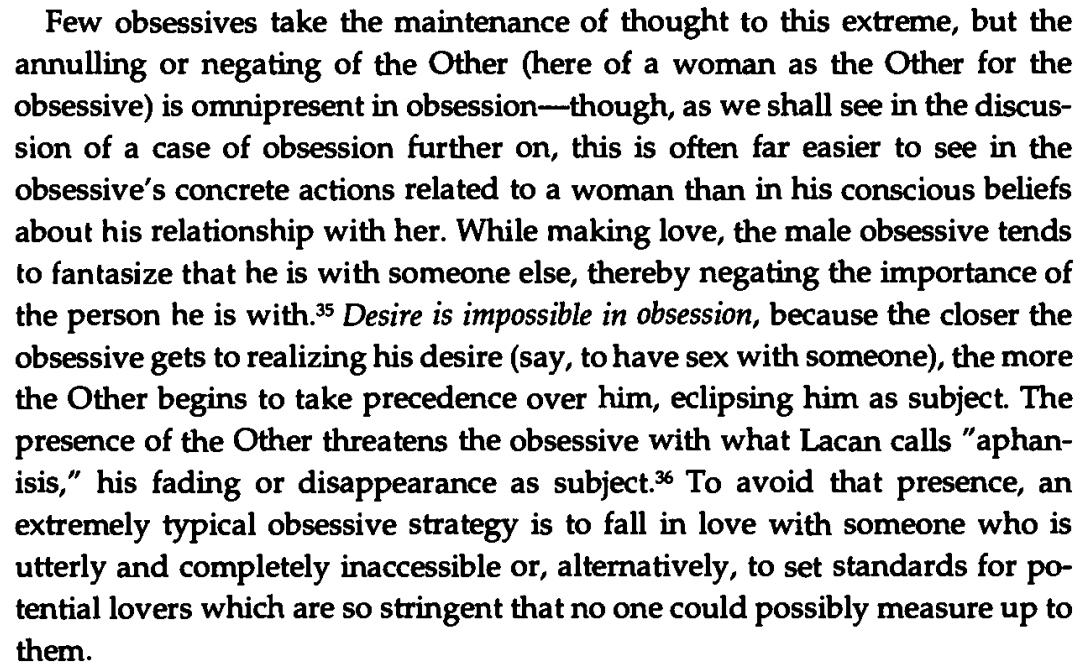 Few obsessives take the maintenance of thought to this extreme, but the
annulling or negating of the Other (here of a woman as the Other for the
obsessive) is omnipresent in obsession—though, as we shall see in the discus-
sion of a case of obsession further on, this is often far easier to see in the
obsessive's concrete actions related to a woman than in his conscious beliefs
about his relationship with her. While making love, the male obsessive tends
to fantasize that he is with someone else, thereby negating the importance of
the person he is with.³⁵ Desire is impossible in obsession, because the closer the
obsessive gets to realizing his desire (say, to have sex with someone), the more
the Other begins to take precedence over him, eclipsing him as subject. The
presence of the Other threatens the obsessive with what Lacan calls "aphan-
isis," his fading or disappearance as subject.³⁶ To avoid that presence, an
extremely typical obsessive strategy is to fall in love with someone who is
utterly and completely inaccessible or, alternatively, to set standards for po-
tential lovers which are so stringent that no one could possibly measure up to
them.